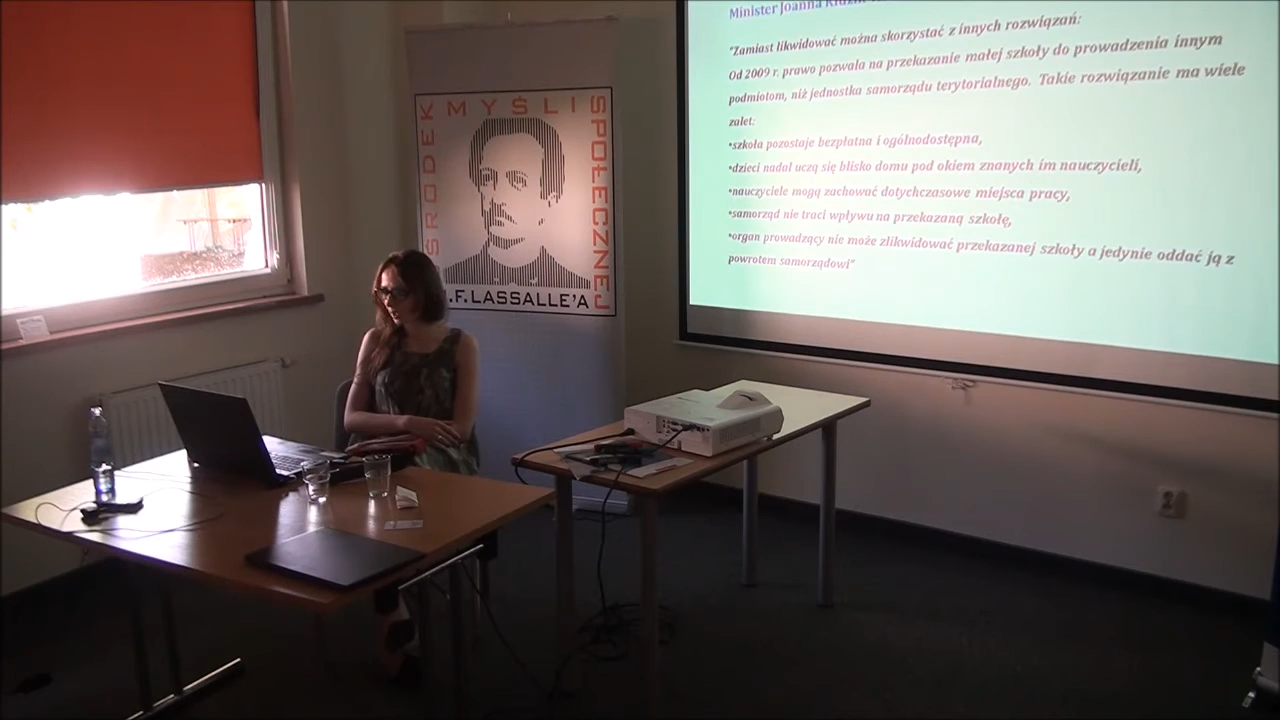 OŚRODEK MYŚLI SPOŁECZNEJ
.F.LASSALLE'A
Minister Joanna
"Zamiast likwidować można skorzystać z innych rozwiązań:
Od 2009 r. prawo pozwala na przekazanie małej szkoły do prowadzenia innym
podmiotom, niż jednostka samorządu terytorialnego. Takie rozwiązanie ma wiele
zalet:
•szkoła pozostaje bezpłatna i ogólnodostępna,
•dzieci nadal uczą się blisko domu pod okiem znanych im nauczycieli,
•nauczyciele mogą zachować dotychczasowe miejsca pracy,
•samorząd nie traci wpływu na przekazaną szkołę,
•organ prowadzący nie może zlikwidować przekazanej szkoły a jedynie oddać ją z
powrotem samorządowi"